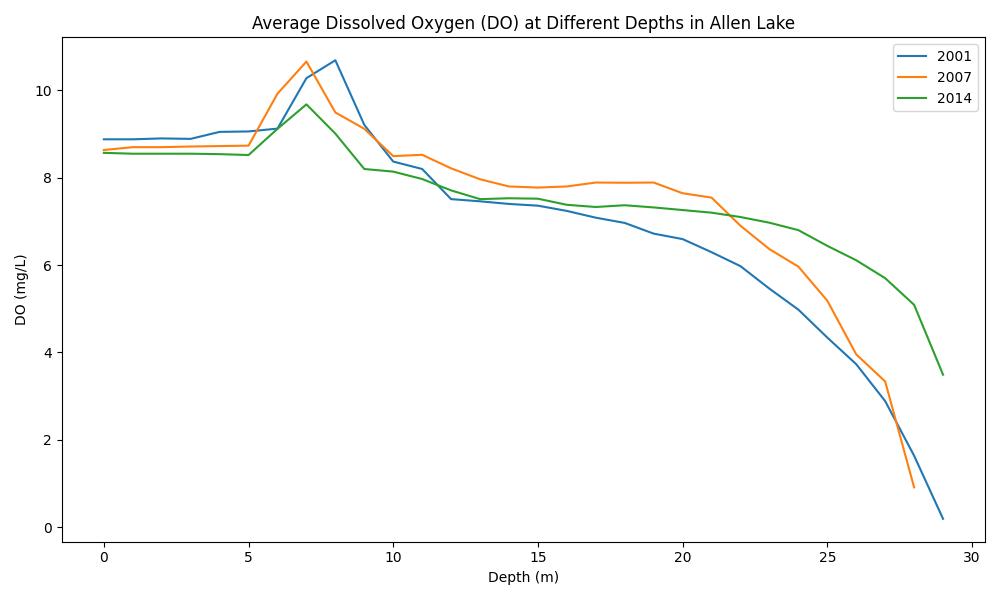 Average Dissolved Oxygen (DO) at Different Depths in Allen Lake
2001
2007
2014
DO (mg/L)
10
8
6
4
2
0
0 5 10 15 20 25 30
Depth (m)